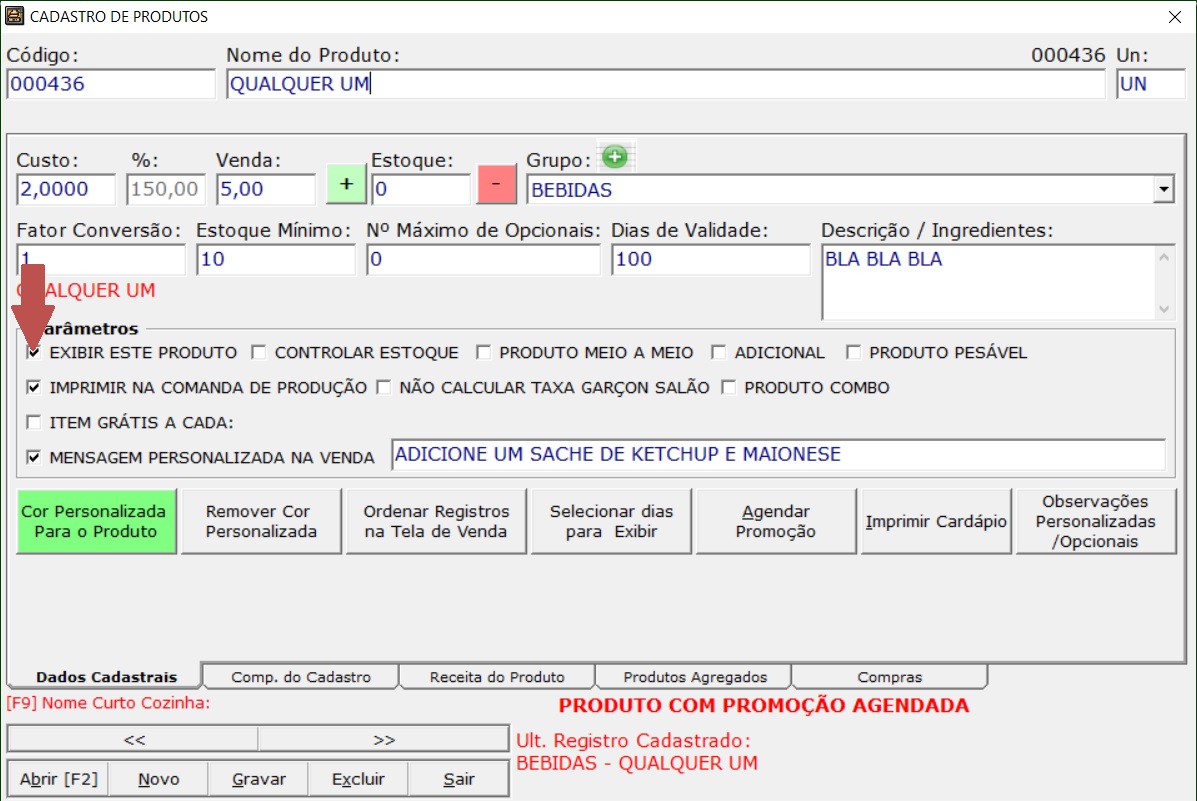 CADASTRO DE PRODUTOS
Código: Nome do Produto: 000436 Un:
000436 QUALQUER UM UN
Custo: %: Venda: Estoque: Grupo:
2,0000 150,00 5,00 + 0 - BEBIDAS
Fator Conversão: Estoque Mínimo: Nº Máximo de Opcionais: Dias de Validade: Descrição / Ingredientes:
1 10 0 100 BLA BLA BLA
QUALQUER UM
Parâmetros
EXIBIR ESTE PRODUTO CONTROLAR ESTOQUE PRODUTO MEIO A MEIO ADICIONAL PRODUTO PESÁVEL
IMPRIMIR NA COMANDA DE PRODUÇÃO NÃO CALCULAR TAXA GARÇON SALÃO PRODUTO COMBO
ITEM GRÁTIS A CADA:
MENSAGEM PERSONALIZADA NA VENDA ADICIONE UM SACHE DE KETCHUP E MAIONESE
Cor Personalizada
Para o Produto
Remover Cor
Personalizada
Ordenar Registros
na Tela de Venda
Selecionar dias
para Exibir
Agendar
Promoção
Imprimir Cardápio
Observações
Personalizadas
/Opcionais
Dados Cadastrais Comp. do Cadastro Receita do Produto Produtos Agregados Compras
[F9] Nome Curto Cozinha: PRODUTO COM PROMOÇÃO AGENDADA
<< >>
Ult. Registro Cadastrado:
BEBIDAS - QUALQUER UM
Abrir [F2] Novo Gravar Excluir Sair